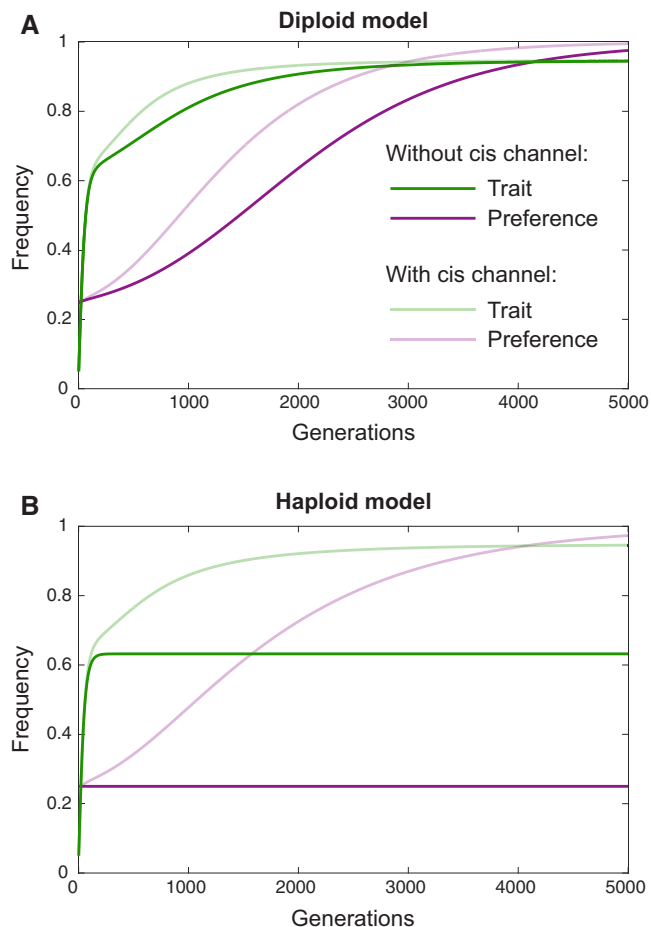 A
Diploid model
1
0.8
0.6
0.4
0.2
0
Frequency
Without cis channel:
Trait
Preference
With cis channel:
Trait
Preference
0 1000 2000 3000 4000 5000
Generations
B
Haploid model
1
0.8
0.6
0.4
0.2
0
Frequency
0 1000 2000 3000 4000 5000
Generations